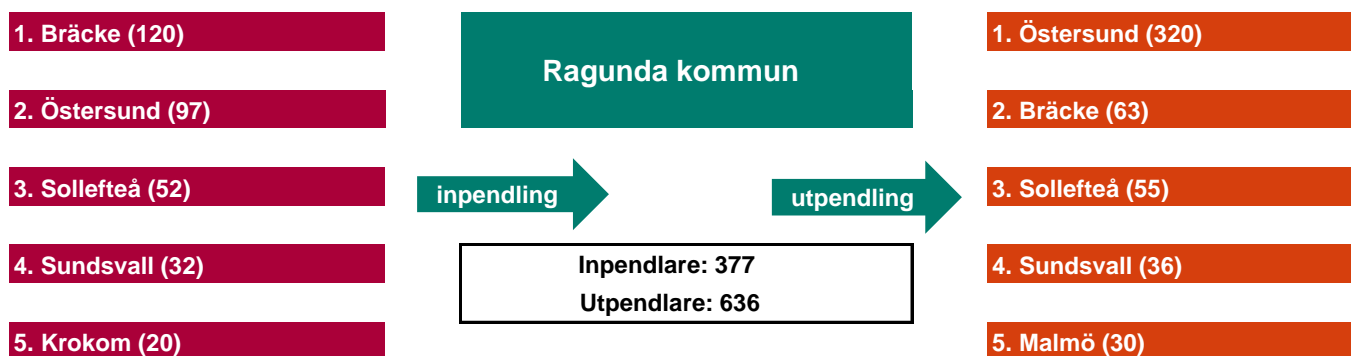 1. Bräcke (120)
2. Östersund (97)
3. Sollefteå (52)
4. Sundsvall (32)
5. Krokom (20)
Ragunda kommun
inpendling
utpendling
Inpendlare: 377
Utpendlare: 636
1. Östersund (320)
2. Bräcke (63)
3. Sollefteå (55)
4. Sundsvall (36)
5. Malmö (30)